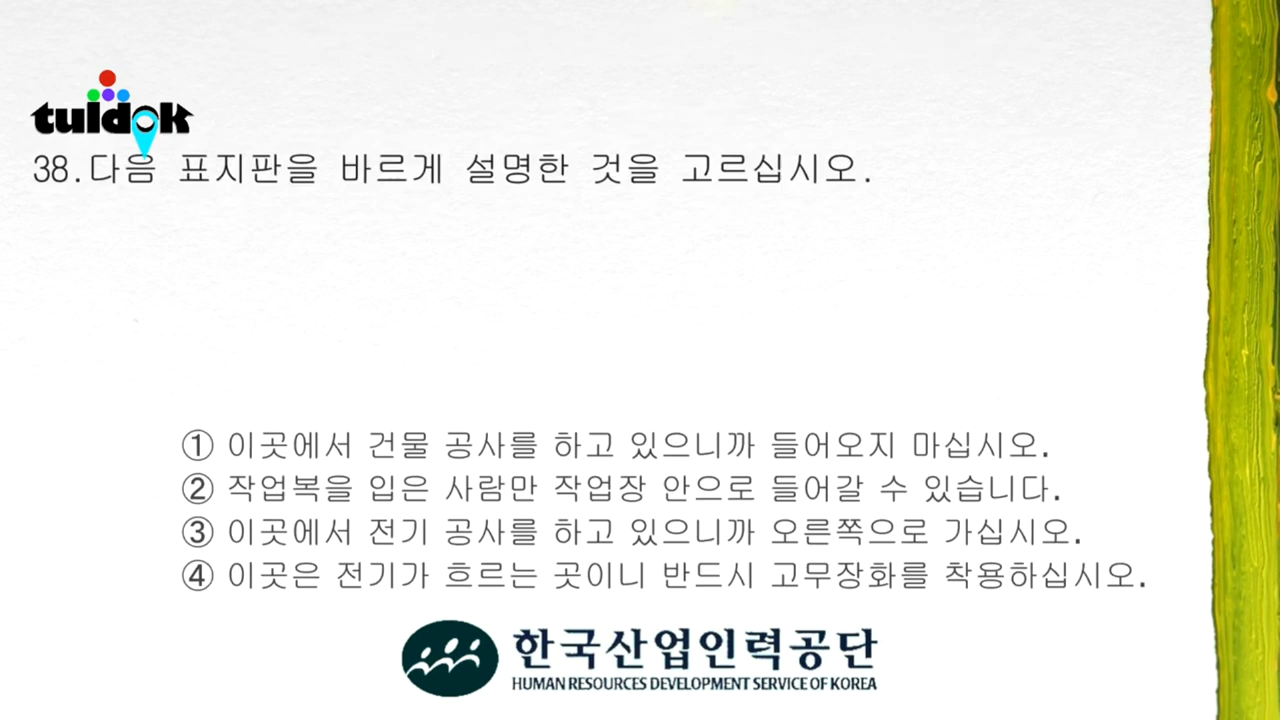 tuldok
38.다음 표지판을 바르게 설명한 것을 고르십시오.
① 이곳에서 건물 공사를 하고 있으니까 들어오지 마십시오.
② 작업복을 입은 사람만 작업장 안으로 들어갈 수 있습니다.
③ 이곳에서 전기 공사를 하고 있으니까 오른쪽으로 가십시오.
④ 이곳은 전기가 흐르는 곳이니 반드시 고무장화를 착용하십시오.
한국산업인력공단
HUMAN RESOURCES DEVELOPMENT SERVICE OF KOREA